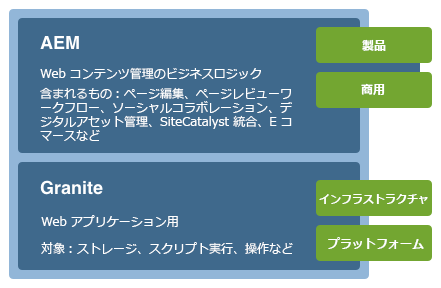 AEM
Web コンテンツ管理のビジネスロジック
含まれるもの：ページ編集、ページレビューワ
ークフロー、ソーシャルコラボレーション、デ
ジタルアセット管理、SiteCatalyst 統合、E コ
マースなど
製品
商用
Granite
Web アプリケーション用
対象：ストレージ、スクリプト実行、操作など
インフラストラクチャ
プラットフォーム